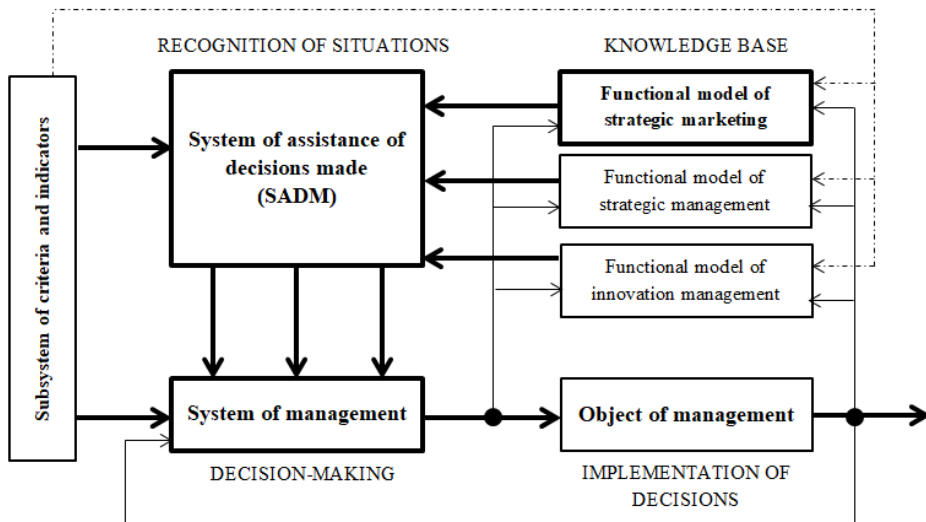 RECOGNITION OF SITUATIONS
KNOWLEDGE BASE
Subsystem of criteria and indicators
System of assistance of
decisions made
(SADM)
Functional model of
strategic marketing
Functional model of
strategic management
Functional model of
innovation management
System of management
Object of management
DECISION-MAKING
IMPLEMENTATION OF
DECISIONS